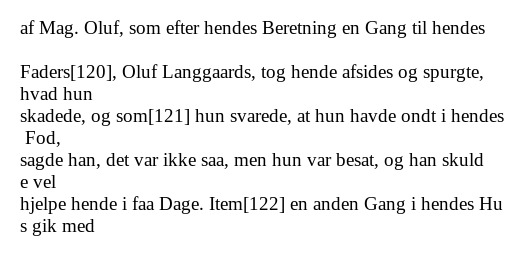 af Mag. Oluf, som efter hendes Beretning en Gang til hendes
Faders[120], Oluf Langgaards, tog hende afsides og spurgte,
hvad hun
skadede, og som[121] hun svarede, at hun havde ondt i hendes
Fod,
sagde han, det var ikke saa, men hun var besat, og han skuld
e vel
hjelpe hende i faa Dage. Item[122] en anden Gang i hendes Hu
s gik med